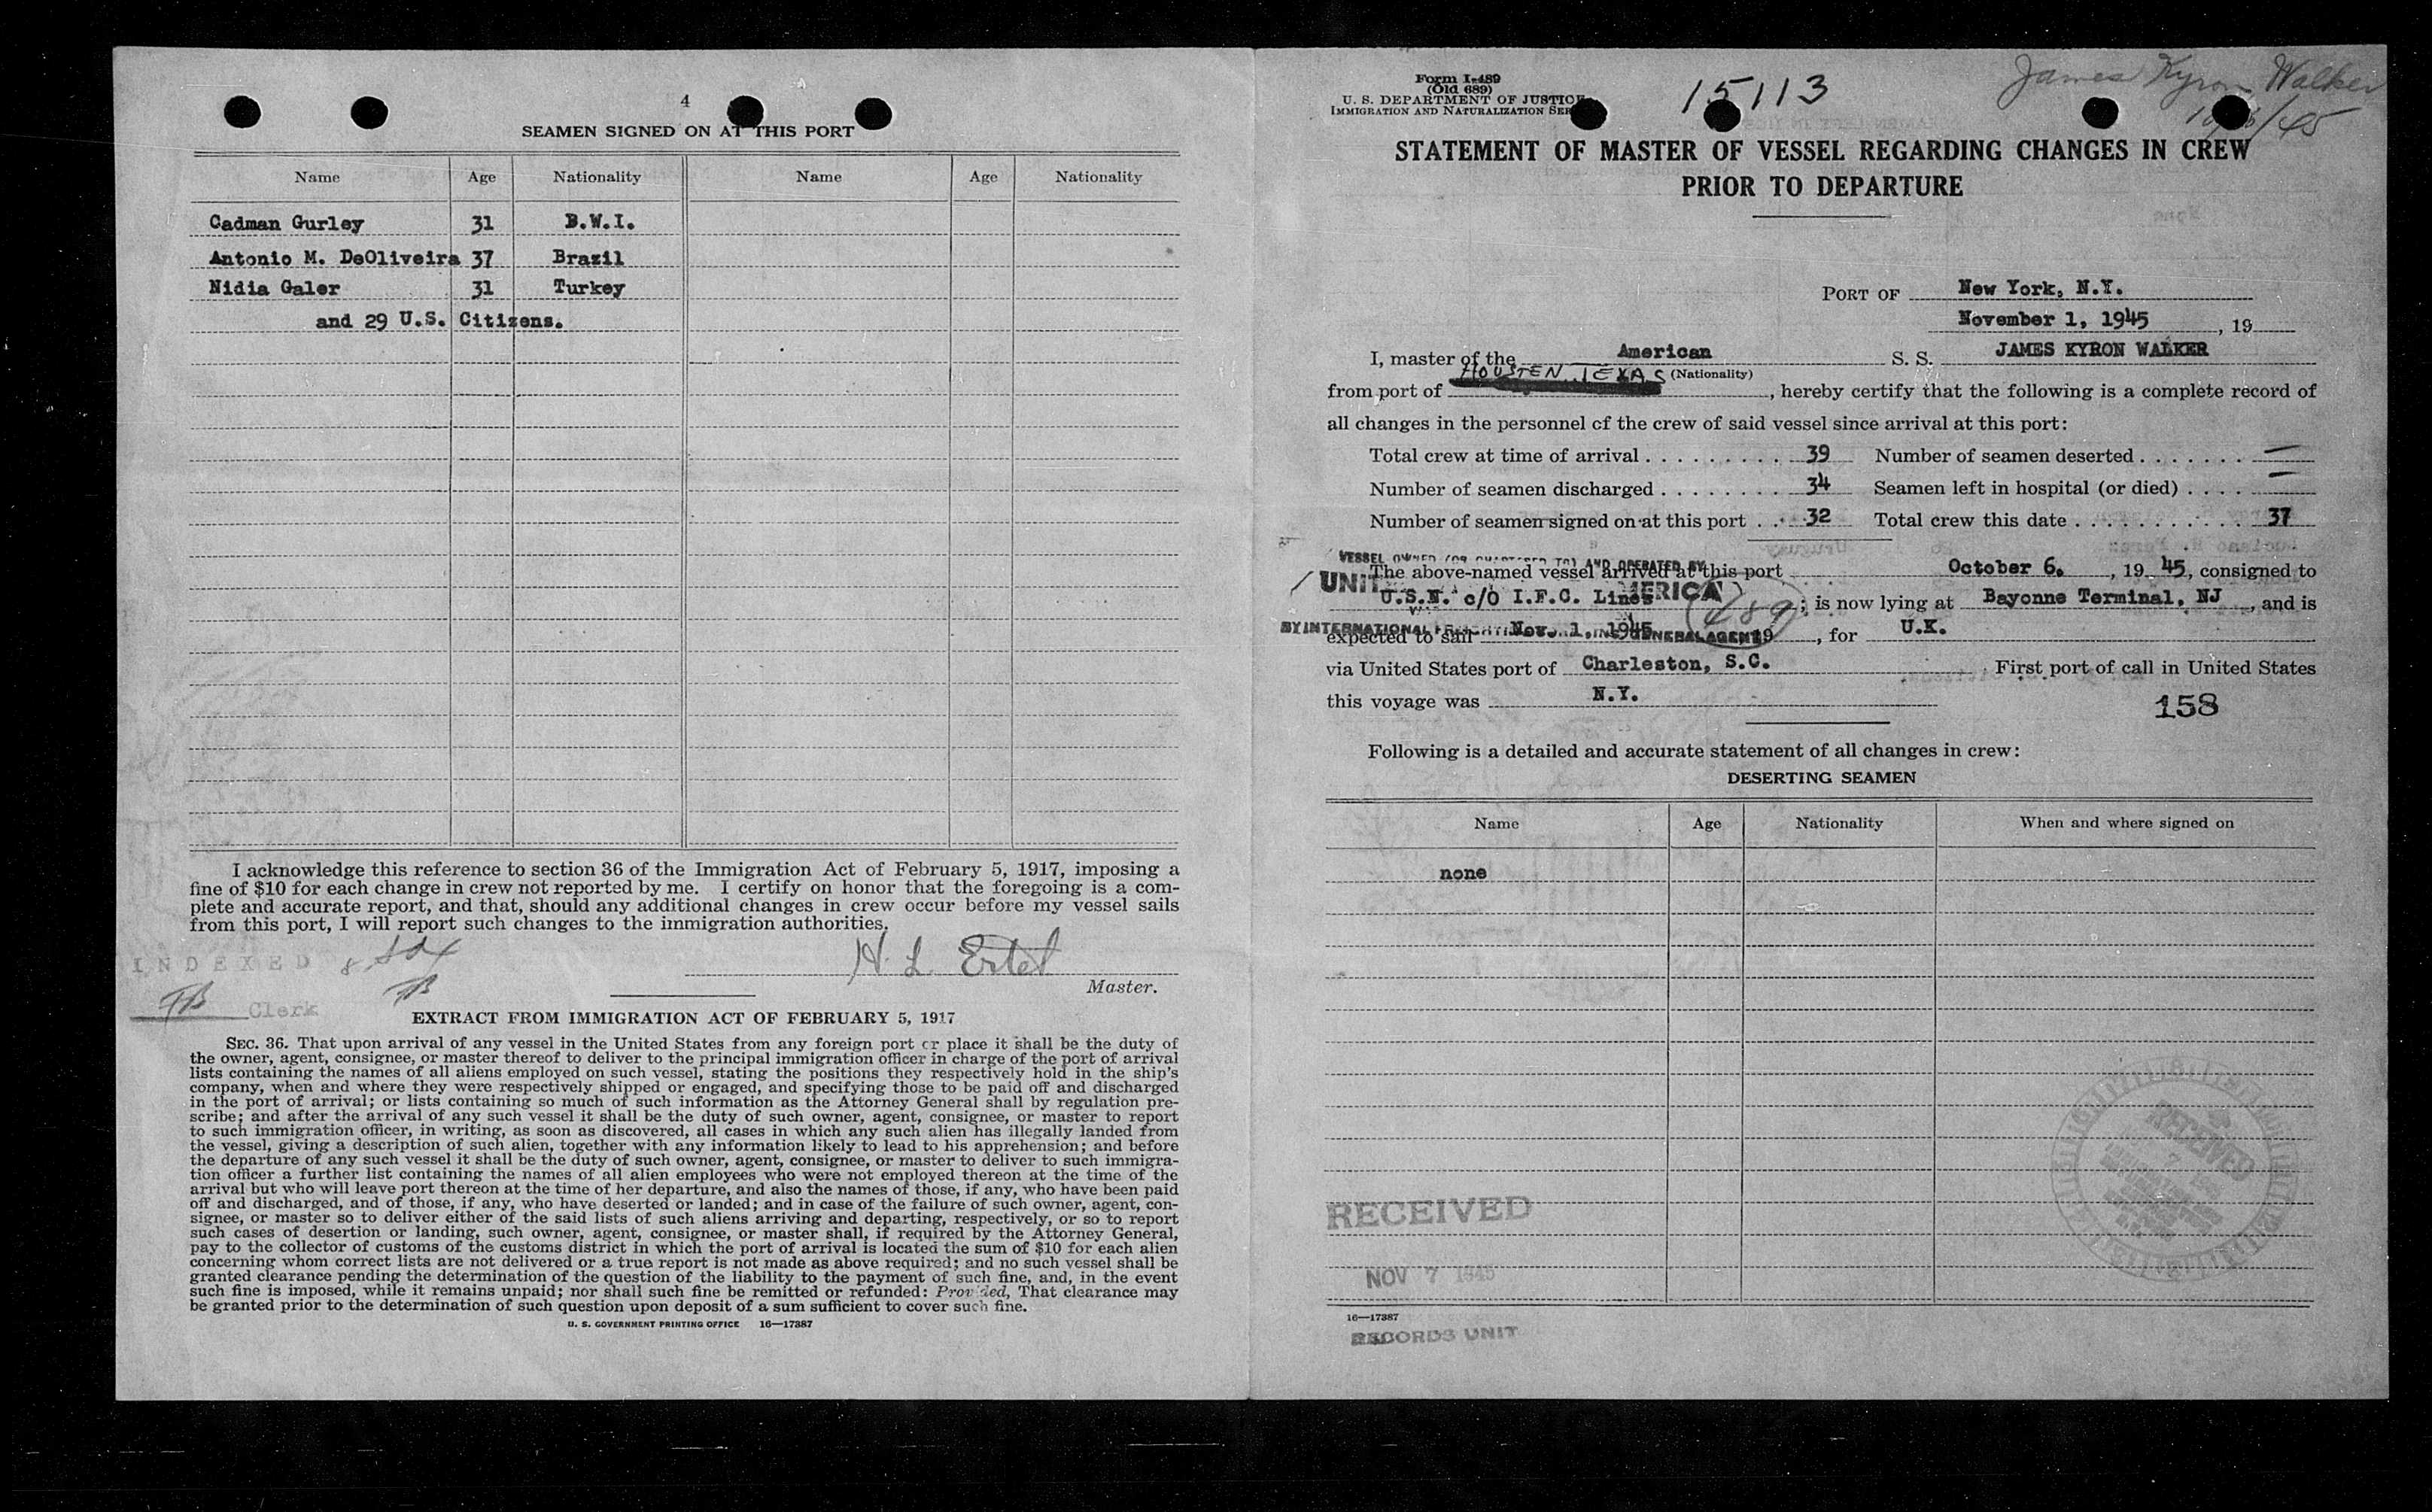 4
SEAMEN SIGNED ON AT THIS PORT
Name Age Nationality Name Age Nationality
Cadman Gurley 31 B.W.I.
Antonio M. DeOliveira 37 Brazil
Nidia Galer 31 Turkey
and 29 U.S. Citizens.
I acknowledge this reference to section 36 of the Immigration Act of February 5, 1917, imposing a
fine of $10 for each change in crew not reported by me. I certify on honor that the foregoing is a com-
plete and accurate report, and that, should any additional changes in crew occur before my vessel sails
from this port, I will report such changes to the immigration authorities.
INDEXED
H. L. Ertel
Master.
Clerk
EXTRACT FROM IMMIGRATION ACT OF FEBRUARY 5, 1917
SEC. 36. That upon arrival of any vessel in the United States from any foreign port or place it shall be the duty of
the owner, agent, consignee, or master thereof to deliver to the principal immigration officer in charge of the port of arrival
lists containing the names of all aliens employed on such vessel, stating the positions they respectively hold in the ship's
company, when and where they were respectively shipped or engaged, and specifying those to be paid off and discharged
in the port of arrival; or lists containing so much of such information as the Attorney General shall by regulation pre-
scribe; and after the arrival of any such vessel it shall be the duty of such owner, agent, consignee, or master to report
to such immigration officer, in writing, as soon as discovered, all cases in which any such alien has illegally landed from
the vessel, giving a description of such alien, together with any information likely to lead to his apprehension; and before
the departure of any such vessel it shall be the duty of such owner, agent, consignee, or master to deliver to such immigra-
tion officer a further list containing the names of all alien employees who were not employed thereon at the time of the
arrival but who will leave port thereon at the time of her departure, and also the names of those, if any, who have been paid
off and discharged, and of those, if any, who have deserted or landed; and in case of the failure of such owner, agent, con-
signee, or master so to deliver either of the said lists of such aliens arriving and departing, respectively, or so to report
such cases of desertion or landing, such owner, agent, consignee, or master shall, if required by the Attorney General,
pay to the collector of customs of the customs district in which the port of arrival is located the sum of $10 for each alien
concerning whom correct lists are not delivered or a true report is not made as above required; and no such vessel shall be
granted clearance pending the determination of the question of the liability to the payment of such fine, and, in the event
such fine is imposed, while it remains unpaid; nor shall such fine be remitted or refunded: Provided, That clearance may
be granted prior to the determination of such question upon deposit of a sum sufficient to cover such fine.
U. S. GOVERNMENT PRINTING OFFICE 16—17387
Form I-489
(Old 689)
U. S. DEPARTMENT OF JUSTICE
IMMIGRATION AND NATURALIZATION SER
15113
James Kyron Walker
STATEMENT OF MASTER OF VESSEL REGARDING CHANGES IN CREW
PRIOR TO DEPARTURE
PORT OF New York, N.Y.
November 1, 1945, 19
I, master of the American S. S. JAMES KYRON WALKER
HOUSTEN TEXAS (Nationality)
from port of , hereby certify that the following is a complete record of
all changes in the personnel of the crew of said vessel since arrival at this port:
Total crew at time of arrival 39 Number of seamen deserted —
Number of seamen discharged 34 Seamen left in hospital (or died) —
Number of seamen signed on at this port 32 Total crew this date 37
VESSEL OWNED (OR CHARTERED TO) AND OPERATED BY
The above-named vessel arrived at this port October 6., 19 45, consigned to
U.S.N. c/o I.F.C. Lines ; is now lying at Bayonne Terminal, NJ, and is
489
BY INTERNATIONAL GENERAL AGENT
expected to sail Nov. 1, 1945 19 , for U.K.
via United States port of Charleston, S.C. First port of call in United States
this voyage was N.Y.
158
Following is a detailed and accurate statement of all changes in crew:
DESERTING SEAMEN
Name Age Nationality When and where signed on
none
RECEIVED
RECEIVED
NOV 7 1945
16—17387
RECORDS UNIT